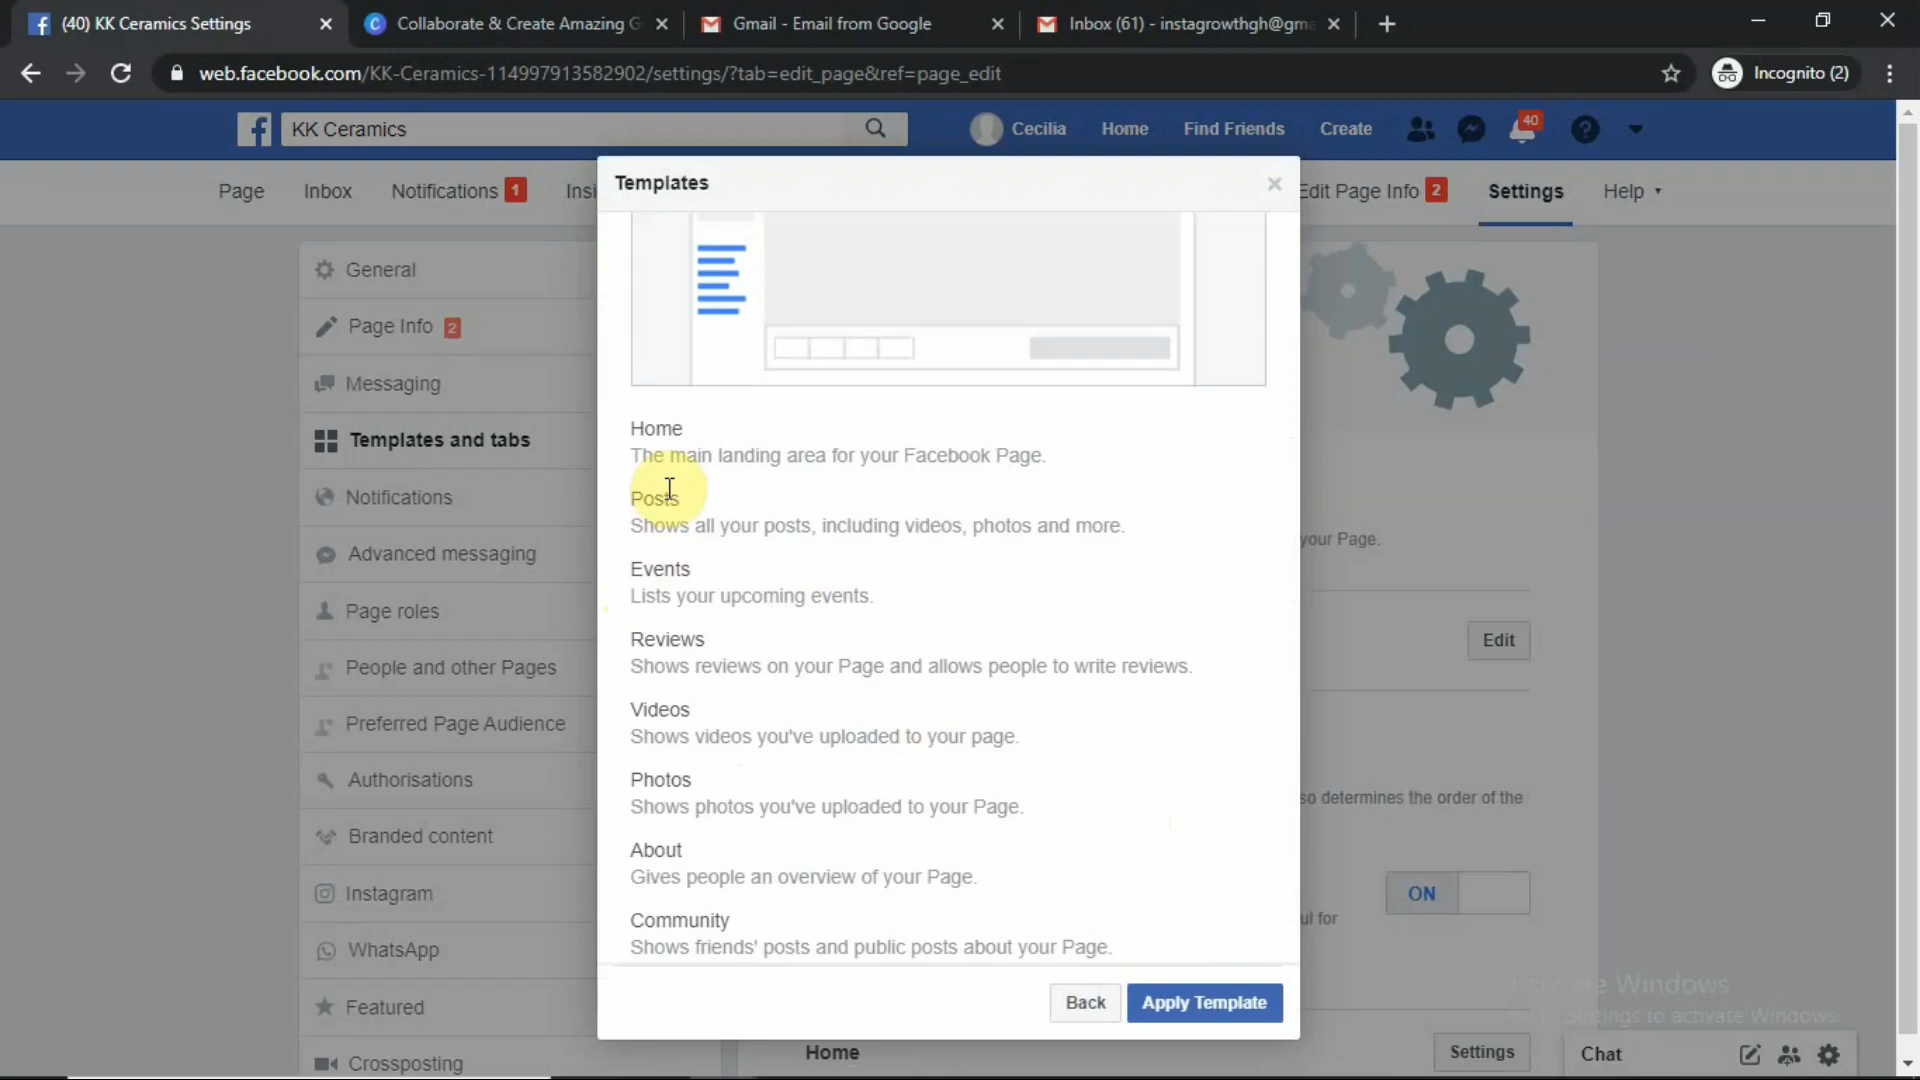 (40) KK Ceramics Settings
Collaborate & Create Amazing G
Gmail - Email from Google
Inbox (61) - instagrowthgh@gma
web.facebook.com/KK-Ceramics-114997913582902/settings/?tab=edit_page&ref=page_edit
Incognito (2)
KK Ceramics
Cecilia
Home
Find Friends
Create
40
Page
Inbox
Notifications 1
Insi
Edit Page Info 2
Settings
Help
Templates
General
Page Info 2
Messaging
Templates and tabs
Notifications
Advanced messaging
Page roles
People and other Pages
Preferred Page Audience
Authorisations
Branded content
Instagram
WhatsApp
Featured
Crossposting
Home
The main landing area for your Facebook Page.
Posts
Shows all your posts, including videos, photos and more.
Events
Lists your upcoming events.
Reviews
Shows reviews on your Page and allows people to write reviews.
Videos
Shows videos you've uploaded to your page.
Photos
Shows photos you've uploaded to your Page.
About
Gives people an overview of your Page.
Community
Shows friends' posts and public posts about your Page.
Back
Apply Template
your Page.
Edit
so determines the order of the
ON
ul for
Windows
to activate Windows.
Home
Settings
Chat